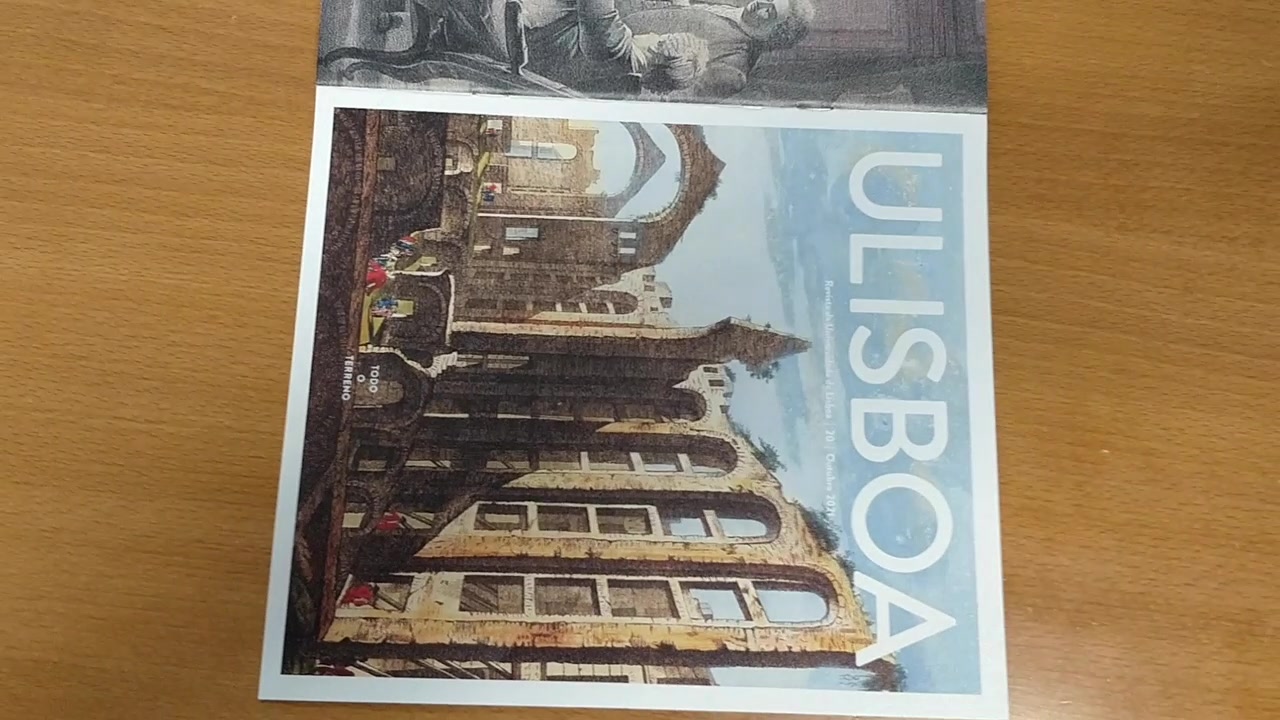 ULISBOA
Revista da Universidade de Lisboa | 20 | Outubro
TODO
O
TERRENO